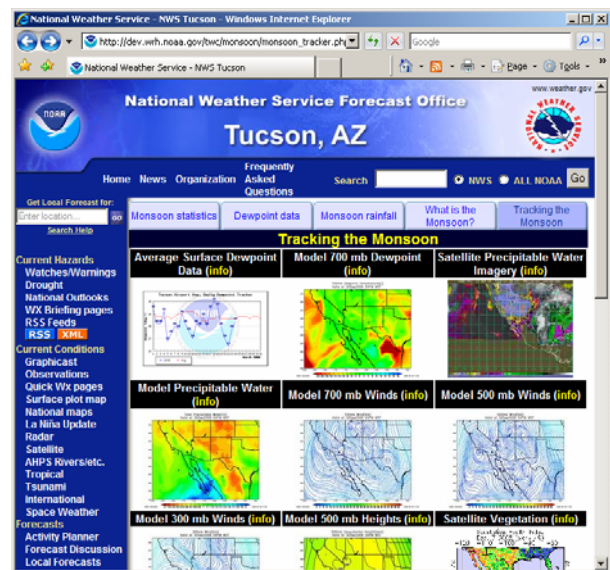 National Weather Service - NWS Tucson - Windows Internet Explorer
http://dev.wrh.noaa.gov/twc/monsoon/monsoon_tracker.ph
Google
National Weather Service - NWS Tucson
Page
Tools
www.weather.gov
NOAA
National Weather Service Forecast Office
Tucson, AZ
Home News Organization Frequently Asked Questions Search NWS ALL NOAA Go
Get Local Forecast for:
Enter location...
go
Search Help
Monsoon statistics
Dewpoint data
Monsoon rainfall
What is the Monsoon?
Tracking the Monsoon
Tracking the Monsoon
Current Hazards
Watches/Warnings
Drought
National Outlooks
WX Briefing pages
RSS Feeds
RSS XML
Current Conditions
Graphicast
Observations
Quick Wx pages
Surface plot map
National maps
La Niña Update
Radar
Satellite
AHPS Rivers/etc.
Tropical
Tsunami
International
Space Weather
Forecasts
Activity Planner
Forecast Discussion
Local Forecasts
Average Surface Dewpoint
Data (info)
Model 700 mb Dewpoint
(info)
Satellite Precipitable Water
Imagery (info)
Model Precipitable Water
(info)
Model 700 mb Winds (info)
Model 500 mb Winds (info)
Model 300 mb Winds (info)
Model 500 mb Heights (info)
Satellite Vegetation (info)